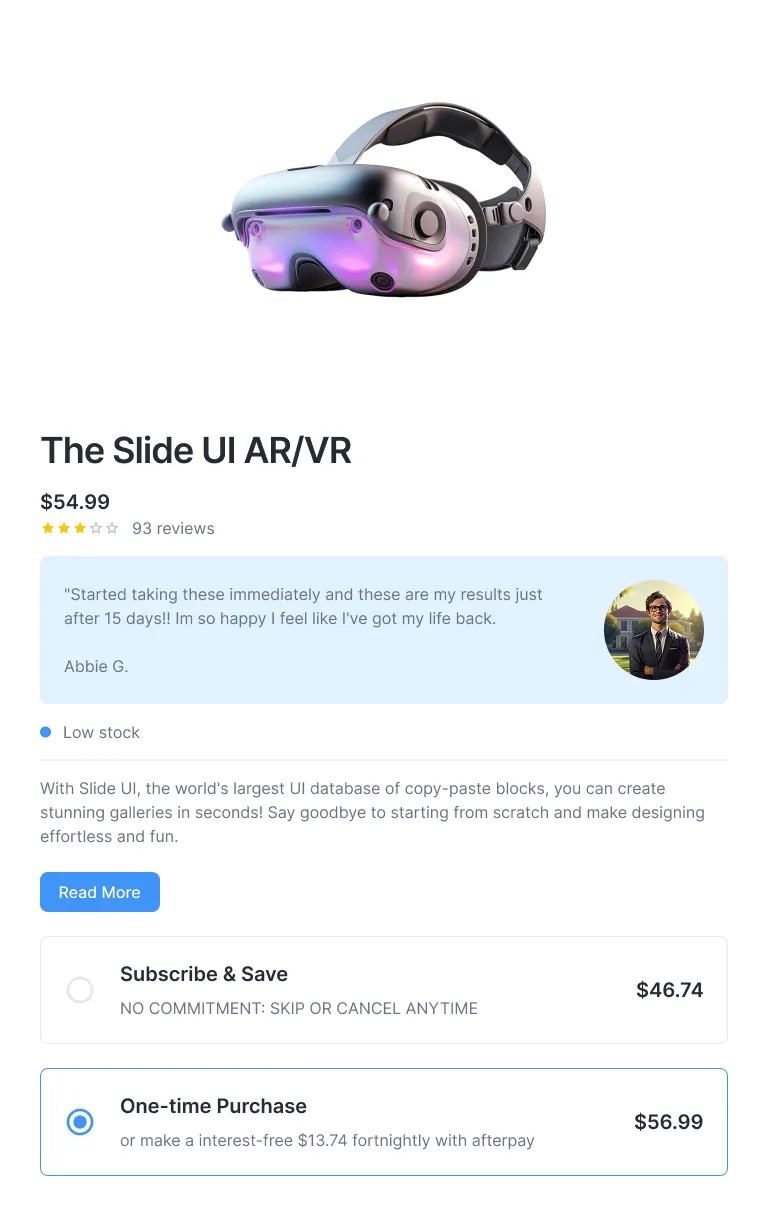 The Slide UI AR/VR
$54.99
93 reviews
"Started taking these immediately and these are my results just
after 15 days!! Im so happy I feel like I've got my life back.
Abbie G.
Low stock
With Slide UI, the world's largest UI database of copy-paste blocks, you can create
stunning galleries in seconds! Say goodbye to starting from scratch and make designing
effortless and fun.
Read More
Subscribe & Save
NO COMMITMENT: SKIP OR CANCEL ANYTIME
$46.74
One-time Purchase
or make a interest-free $13.74 fortnightly with afterpay
$56.99